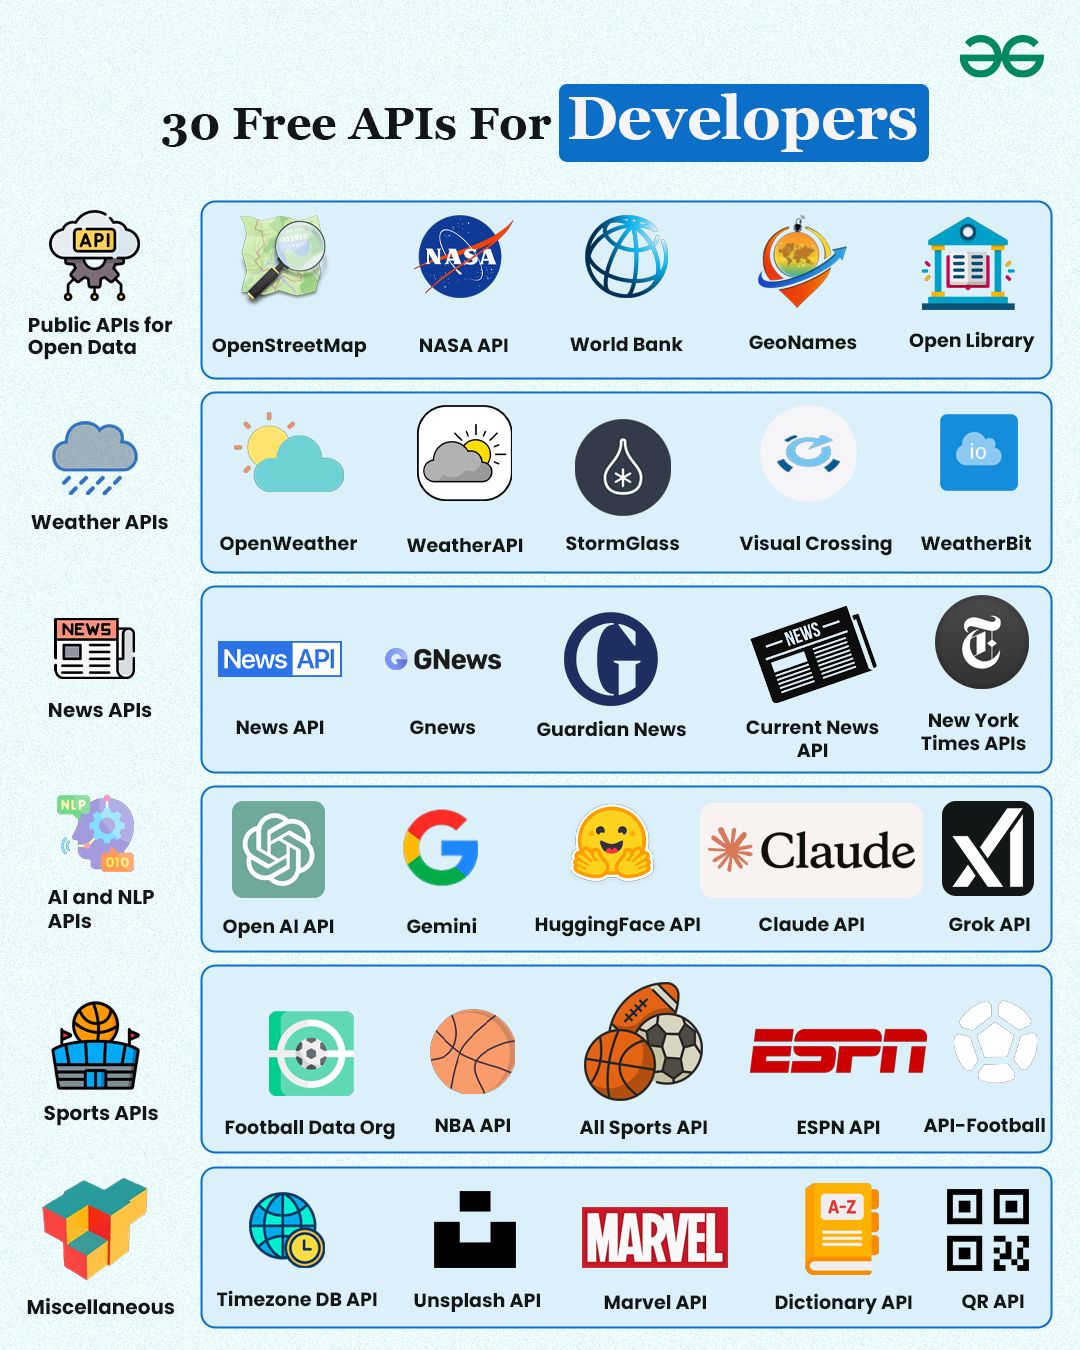 30 Free APIs For Developers
API
Public APIs for
Open Data
011010
OpenStreetMap
NASA
NASA API
World Bank
GeoNames
Open Library
Weather APIs
OpenWeather
WeatherAPI
StormGlass
Visual Crossing
io
WeatherBit
NEWS
News APIs
News API
News API
GNews
Gnews
G
Guardian News
NEWS
Current News
API
T
New York
Times APIs
NLP
010
AI and NLP
APIs
Open AI API
G
Gemini
HuggingFace API
Claude
Claude API
Grok API
Sports APIs
Football Data Org
NBA API
All Sports API
ESPN
ESPN API
API-Football
Miscellaneous
Timezone DB API
Unsplash API
MARVEL
Marvel API
A-Z
Dictionary API
QR API